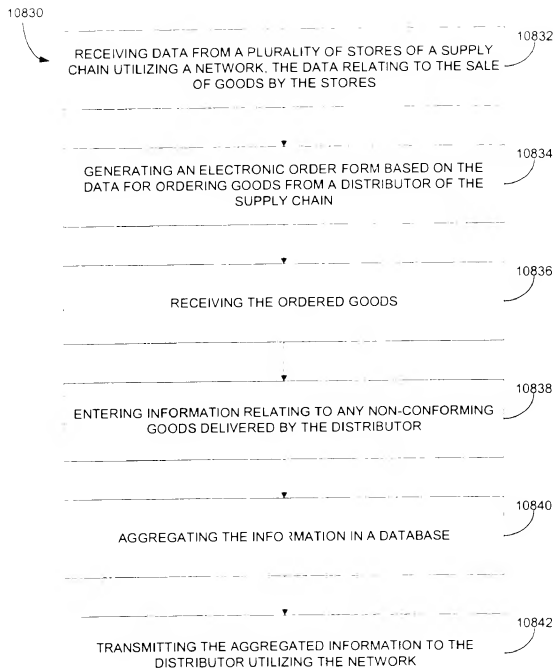 10830
10832
RECEIVING DATA FROM A PLURALITY OF STORES OF A SUPPLY
CHAIN UTILIZING A NETWORK, THE DATA RELATING TO THE SALE
OF GOODS BY THE STORES
10834
GENERATING AN ELECTRONIC ORDER FORM BASED ON THE
DATA FOR ORDERING GOODS FROM A DISTRIBUTOR OF THE
SUPPLY CHAIN
10836
RECEIVING THE ORDERED GOODS
10838
ENTERING INFORMATION RELATING TO ANY NON-CONFORMING
GOODS DELIVERED BY THE DISTRIBUTOR
10840
AGGREGATING THE INFORMATION IN A DATABASE
10842
TRANSMITTING THE AGGREGATED INFORMATION TO THE
DISTRIBUTOR UTILIZING THE NETWORK